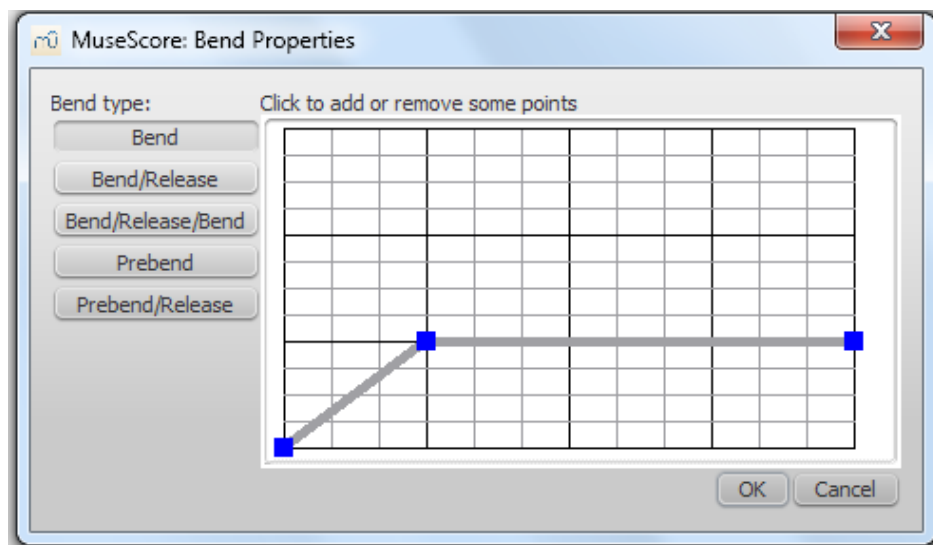 MuseScore: Bend Properties
Bend type:
Click to add or remove some points
Bend
Bend/Release
Bend/Release/Bend
Prebend
Prebend/Release
OK
Cancel